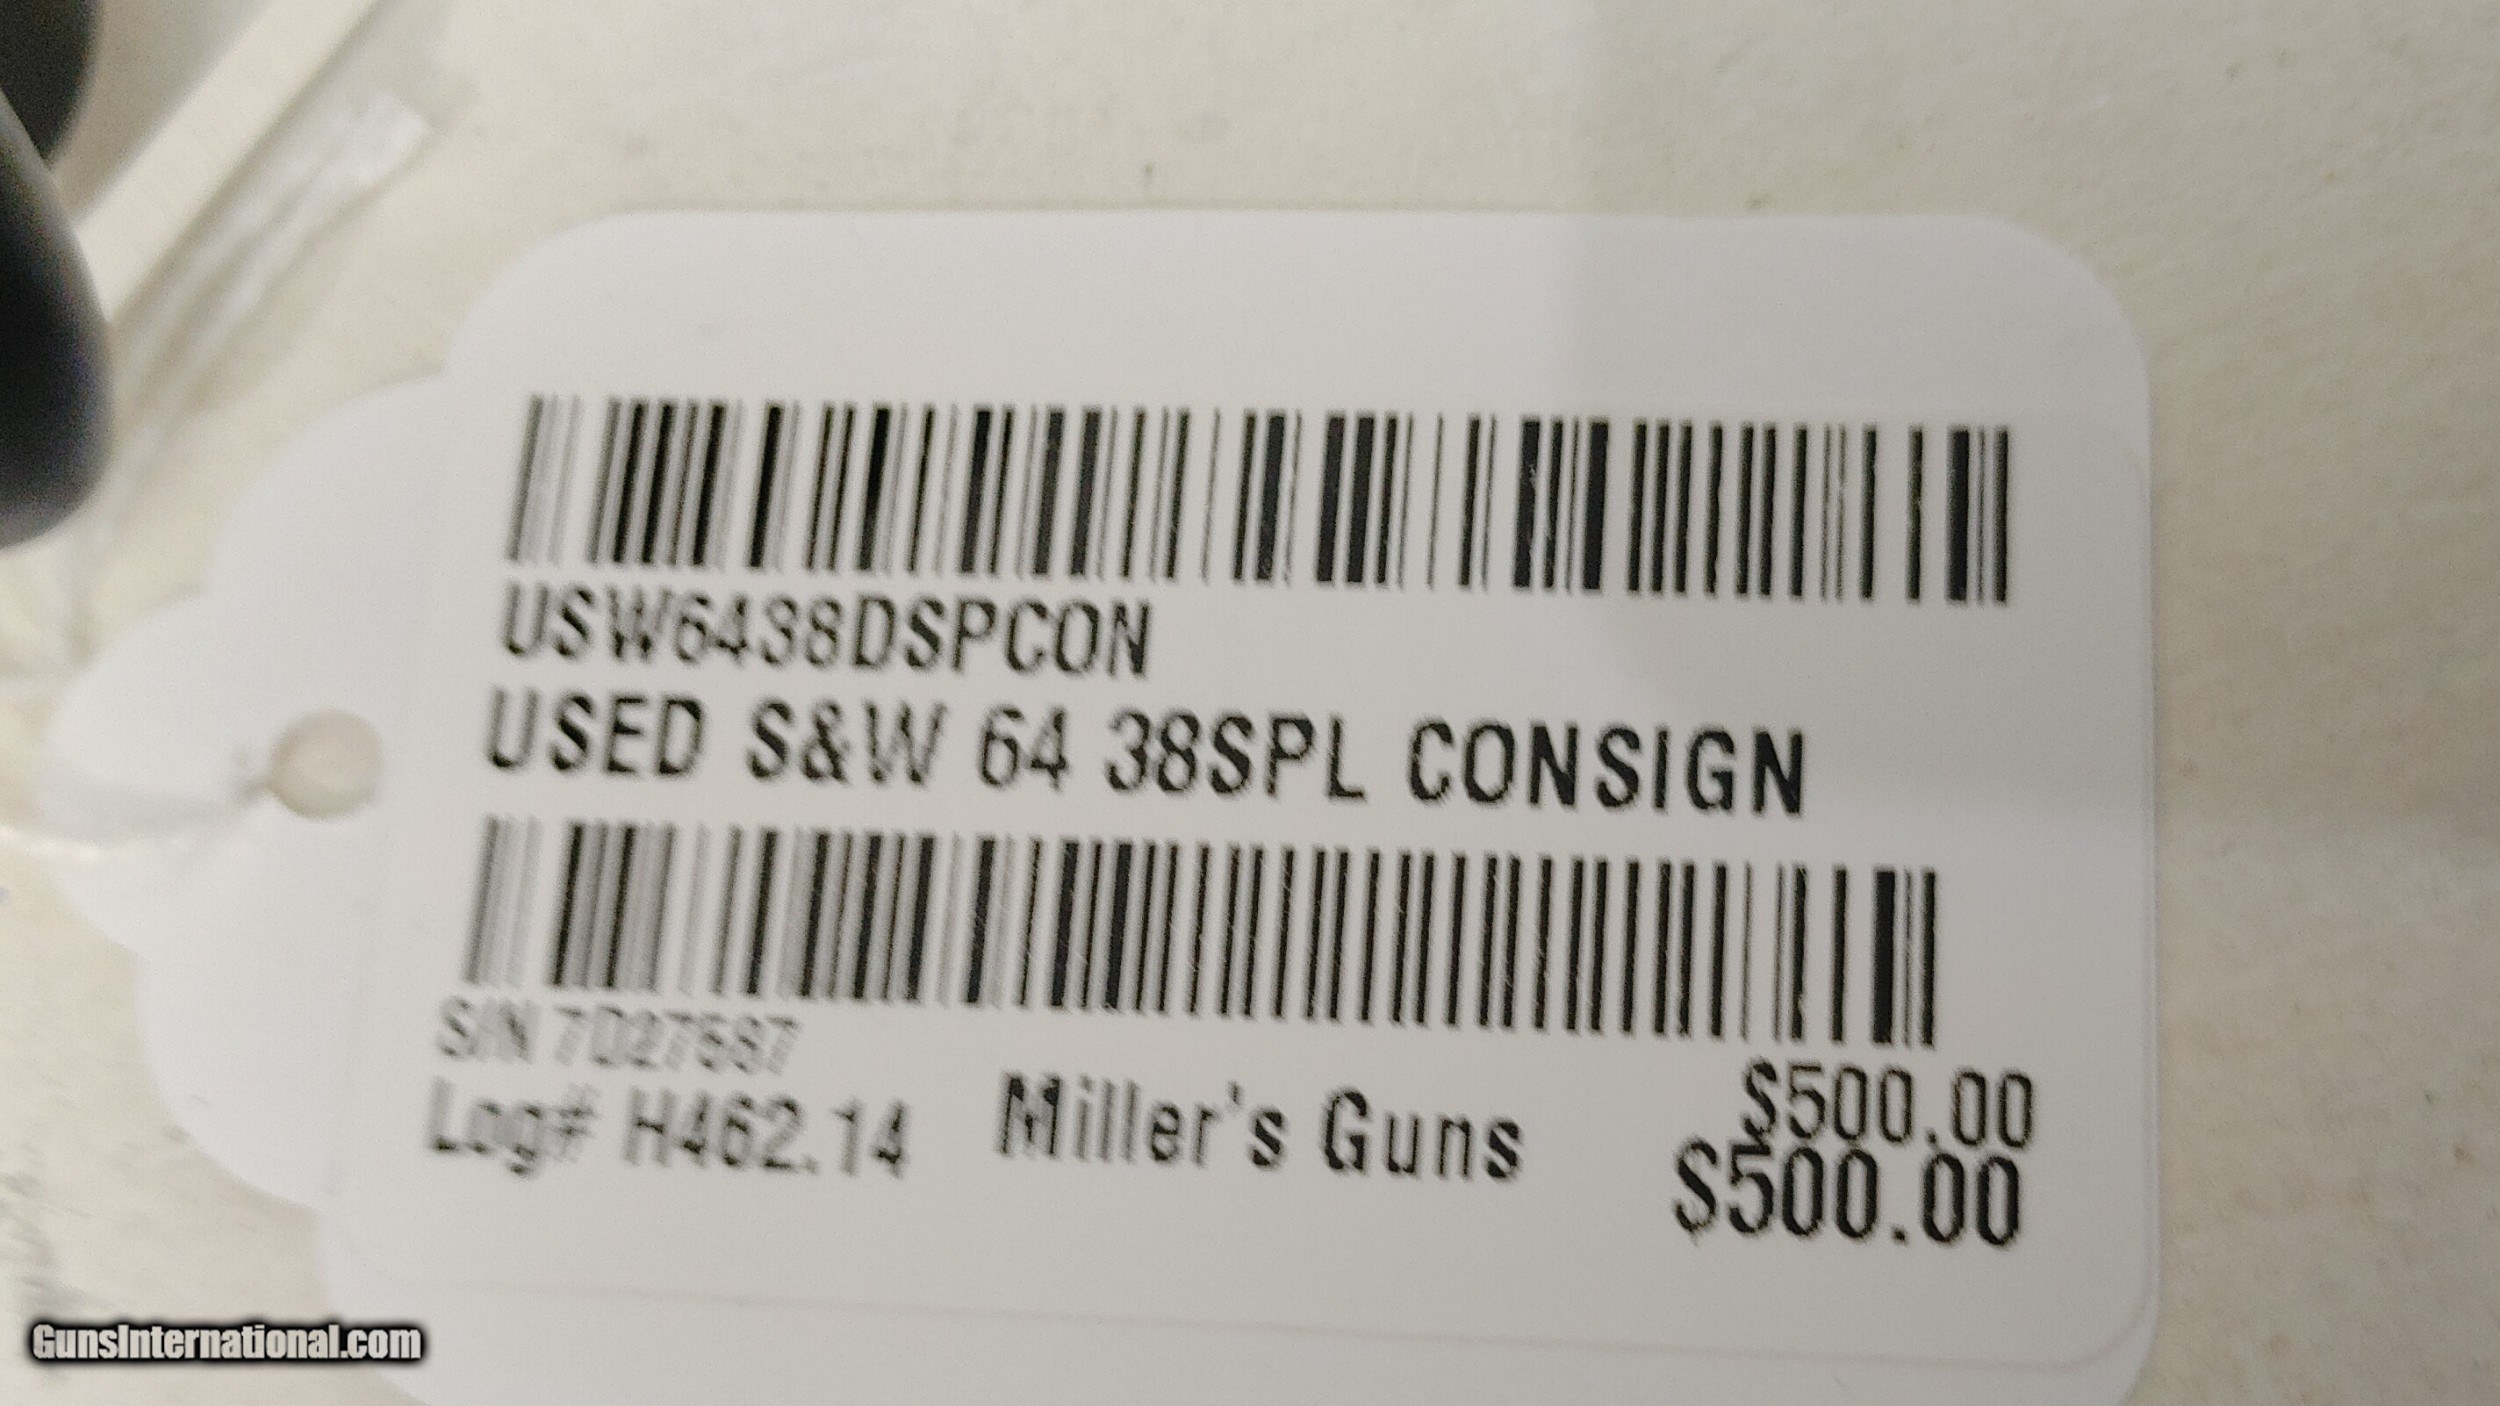 USW6438DSPCON
USED S&W 64 38SPL CONSIGN
S/N 7D27587
Log# H462.14 Miller's Guns $500.00
$500.00
GunsInternational.com